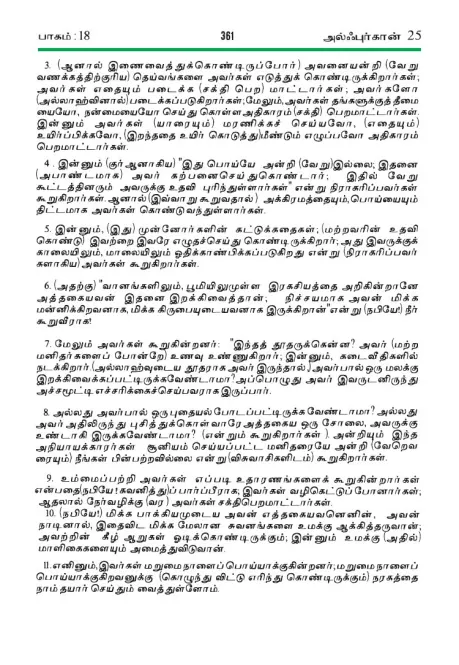 பாகம் : 18 361 அல்ஃபுர்கான் 25
3. (ஆனால் இணைவைத்துக்கொண்டிருப்போர்) அவனையன்றி (வேறு
வணக்கத்திற்குரிய) தெய்வங்களை அவர்கள் எடுத்துக் கொண்டிருக்கிறார்கள்;
அவர்கள் எதையும் படைக்க (சக்தி பெற) மாட்டார்கள்; அவர்களோ
(அல்லாஹ்வினால்) படைக்கப்படுகிறார்கள்; மேலும், அவர்கள் தங்களுக்குத் தீமை
யையோ, நன்மையையோ செய்து கொள்ள அதிகாரம் (சக்தி) பெறமாட்டார்கள்.
இன்னும் அவர்கள் (யாரையும்) மரணிக்கச் செய்யவோ, (எதையும்)
உயிர்ப்பிக்கவோ, (இறந்ததை உயிர் கொடுத்து)மீண்டும் எழுப்பவோ அதிகாரம்
பெறமாட்டார்கள்.
4 . இன்னும் (குர்ஆனாகிய) "இது பொய்யே அன்றி (வேறு)இல்லை; இதனை
(அபாண்டமாக) அவர் கற்பனைசெய்துகொண்டார்; இதில் வேறு
கூட்டத்தினரும் அவருக்கு உதவி புரிந்துள்ளார்கள்" என்று நிராகரிப்பவர்கள்
கூறுகிறார்கள். ஆனால் (இவ்வாறு கூறுவதால்) அக்கிரமத்தையும், பொய்யையும்
திட்டமாக அவர்கள் கொண்டுவந்துள்ளார்கள்.
5. இன்னும், (இது) முன்னோர்களின் கட்டுக்கதைகள்; (மற்றவரின் உதவி
கொண்டு) இவற்றை இவரே எழுதச்செய்து கொண்டிருக்கிறார்; அது இவருக்குக்
காலையிலும், மாலையிலும் ஓதிக்காண்பிக்கப்படுகிறது என்று (நிராகரிப்பவர்
களாகிய) அவர்கள் கூறுகிறார்கள்.
6. (அதற்கு) "வானங்களிலும், பூமியிலுமுள்ள இரகசியத்தை அறிகின்றானே
அத்தகையவன் இதனை இறக்கிவைத்தான்; நிச்சயமாக அவன் மிக்க
மன்னிக்கிறவனாக, மிக்க கிருபையுடையவனாக இருக்கிறான்" என்று (நபியே!) நீர்
கூறுவீராக!
7. மேலும் அவர்கள் கூறுகின்றனர்: "இந்தத் தூதருக்கென்ன? அவர் (மற்ற
மனிதர்களைப் போன்றே) உணவு உண்ணுகிறார்; இன்னும், கடைவீதிகளில்
நடக்கிறார். (அல்லாஹ்வுடைய தூதராக அவர் இருந்தால்,) அவர்பால் ஒரு மலக்கு
இறக்கிவைக்கப்பட்டிருக்கவேண்டாமா? அப்பொழுது அவர் இவருடனிருந்து
அச்சமூட்டி எச்சரிக்கைச்செய்பவராக இருப்பார்.
8. அல்லது அவர்பால் ஒரு புதையல் போடப்பட்டிருக்க வேண்டாமா? அல்லது
அவர் அதிலிருந்து புசித்துக்கொள்வாரே அத்தகைய ஒரு சோலை, அவருக்கு
உண்டாகி இருக்கவேண்டாமா? (என்றும் கூறுகிறார்கள் ). அன்றியும் இந்த
அநியாயக்காரர்கள் சூனியம் செய்யப்பட்ட மனிதரையே அன்றி (வேறெவ
ரையும்) நீங்கள் பின்பற்றவில்லை என்று (விசுவாசிகளிடம்) கூறுகிறார்கள்.
9. உம்மைப்பற்றி அவர்கள் எப்படி உதாரணங்களைக் கூறுகின்றார்கள்
என்பதை(நபியே! கவனித்து)ப் பார்ப்பீராக; இவர்கள் வழிகெட்டுப் போனார்கள்;
ஆதலால் நேர்வழிக்கு (வர ) அவர்கள் சக்திபெறமாட்டார்கள்.
10. (நபியே!) மிக்க பாக்கியமுடைய அவன் எத்தகையவனெனின், அவன்
நாடினால், இதைவிட மிக்க மேலான சுவனங்களை உமக்கு ஆக்கித்தருவான்;
அவற்றின் கீழ் ஆறுகள் ஓடிக்கொண்டிருக்கும்; இன்னும் உமக்கு (அதில்)
மாளிகைகளையும் அமைத்துவிடுவான்.
11. எனினும், இவர்கள் மறுமைநாளைப் பொய்யாக்குகின்றனர்; மறுமைநாளைப்
பொய்யாக்குகிறவனுக்கு (கொழுந்து விட்டு எரிந்து கொண்டிருக்கும்) நரகத்தை
நாம் தயார் செய்தும் வைத்துள்ளோம்.